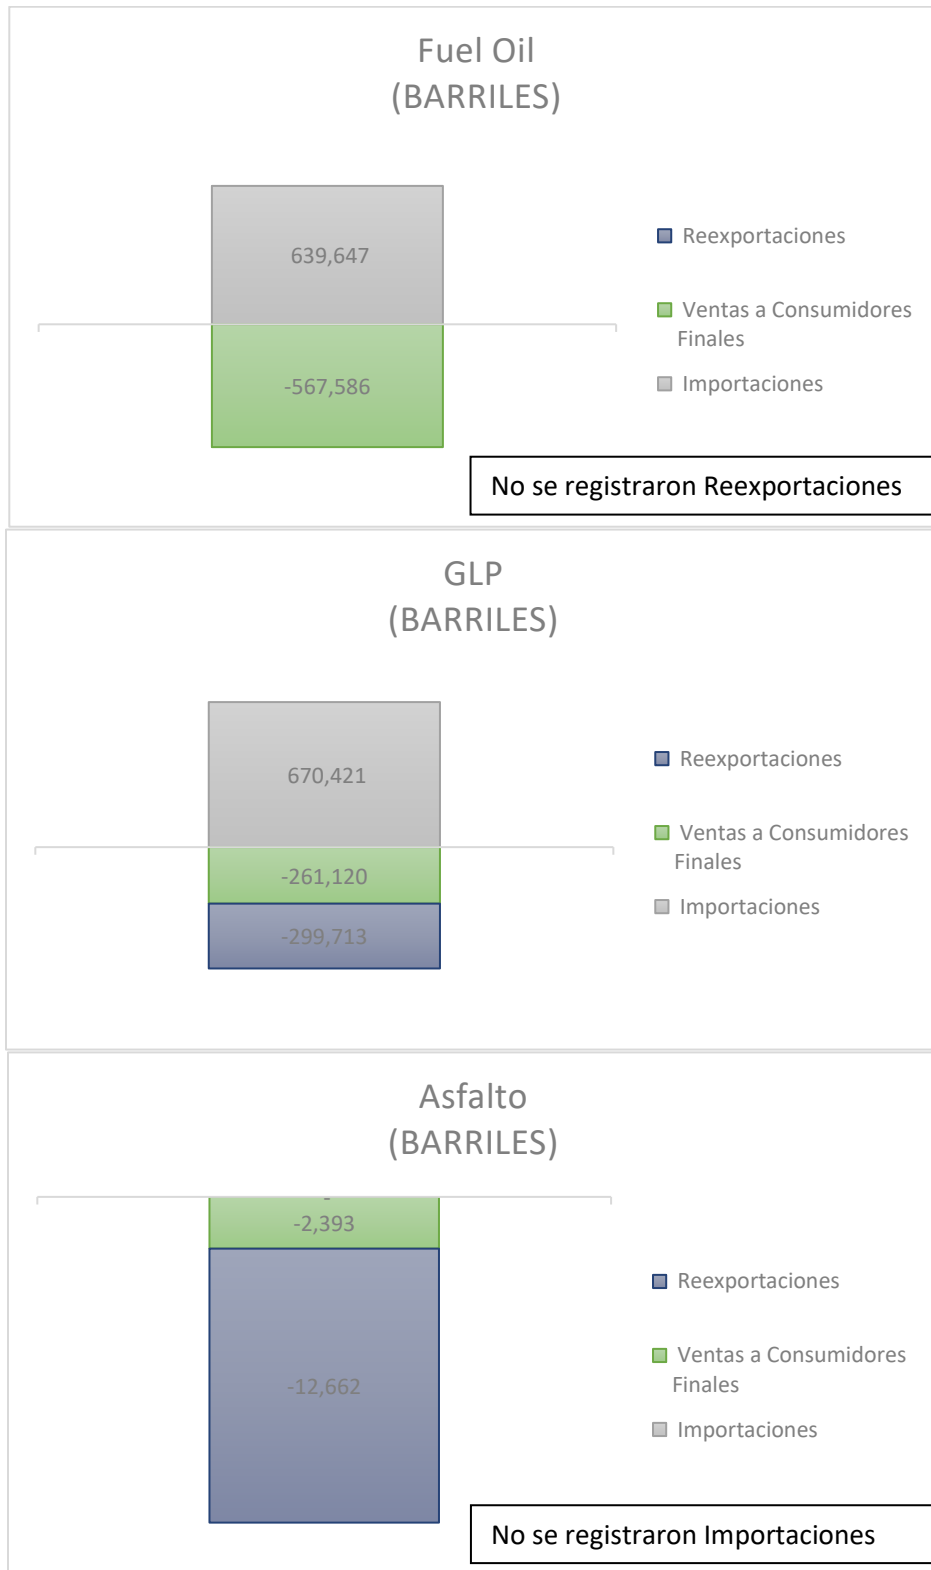 Fuel Oil
(BARRILES)
639,647
-567,586
Reexportaciones
Ventas a Consumidores
Finales
Importaciones
No se registraron Reexportaciones
GLP
(BARRILES)
670,421
-261,120
-299,713
Reexportaciones
Ventas a Consumidores
Finales
Importaciones
Asfalto
(BARRILES)
-
-2,393
-12,662
Reexportaciones
Ventas a Consumidores
Finales
Importaciones
No se registraron Importaciones